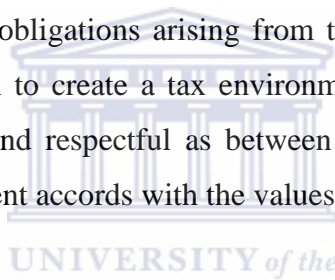 obligations arising from t
to create a tax environm
nd respectful as between
ent accords with the values
UNIVERSITY of the